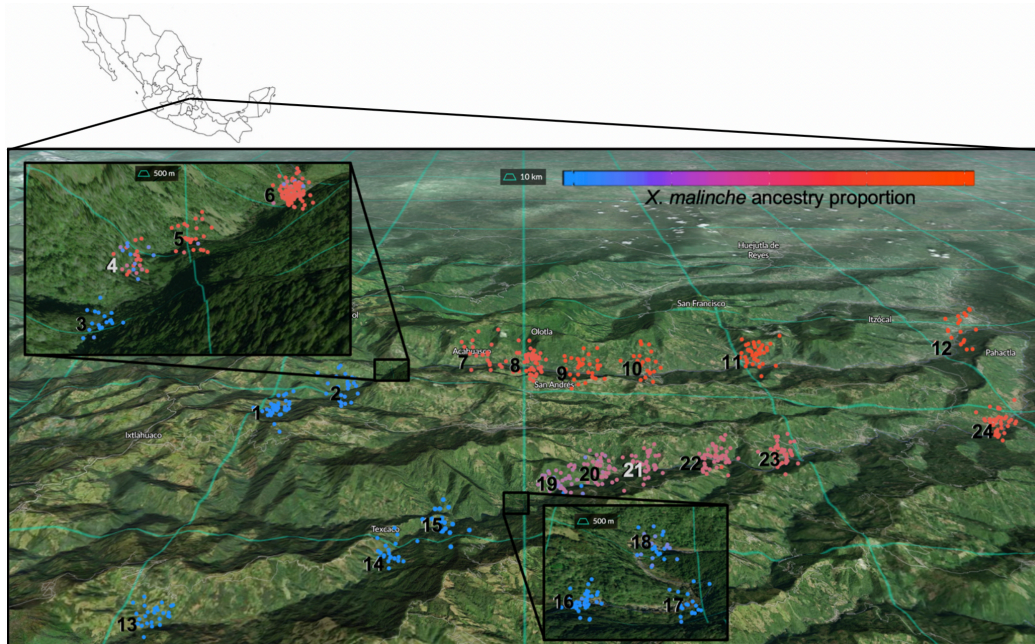 500 m
6
5
4
3
10 km
X. malinche ancestry proportion
Huejutla de
Reyes
San Francisco
Itzocal
ol
Olotla
Acahuasco
7
8
9
10
11
12
Pahactla
San Andrés
2
1
Ixtlahuaco
24
19
20
21
22
23
15
Texcaco
14
13
500 m
18
16
17